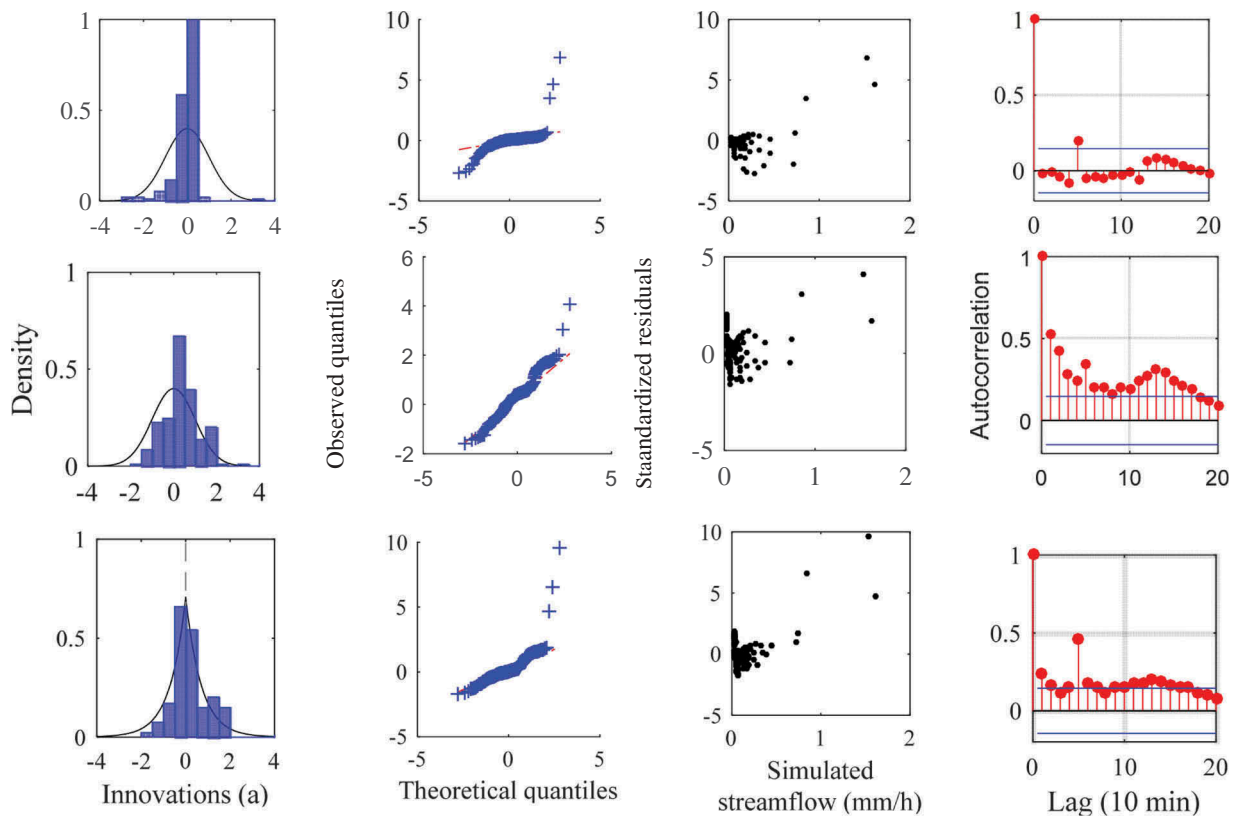 1
0.5
0
-4 -2 0 2 4
10
5
0
-5
-5 0 5
10
5
0
-5
0 1 2
1
0.5
0
0 10 20
Density
1
0.5
0
-4 -2 0 2 4
Observed quantiles
6
4
2
0
-2
-5 0 5
Staandardized residuals
5
0
-5
0 1 2
Autocorrelation
1
0.5
0
0 10 20
1
0.5
0
-4 -2 0 2 4
Innovations (a)
10
5
0
-5
-5 0 5
Theoretical quantiles
10
5
0
-5
0 1 2
Simulated
streamflow (mm/h)
1
0.5
0
0 10 20
Lag (10 min)